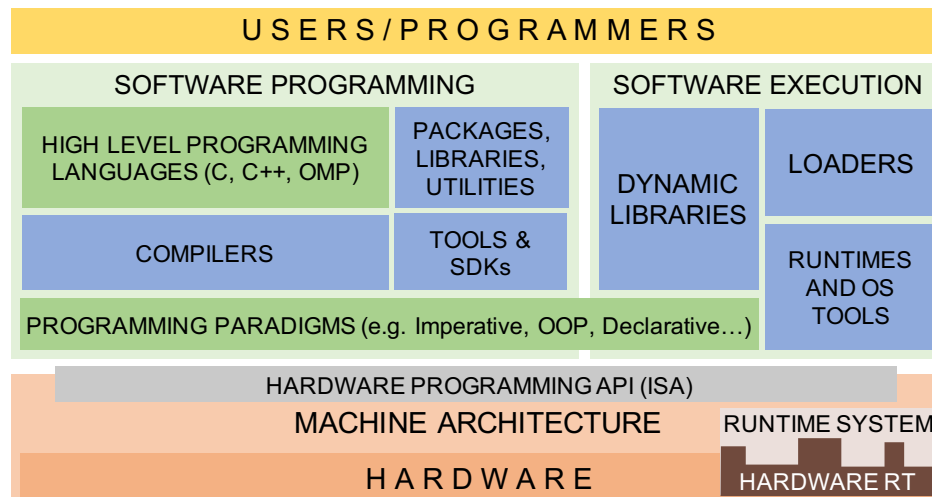 USERS/PROGRAMMERS
SOFTWARE PROGRAMMING
HIGH LEVEL PROGRAMMING
LANGUAGES (C, C++, OMP)
PACKAGES,
LIBRARIES,
UTILITIES
COMPILERS
TOOLS &
SDKs
SOFTWARE EXECUTION
DYNAMIC
LIBRARIES
LOADERS
RUNTIMES
AND OS
TOOLS
PROGRAMMING PARADIGMS (e.g. Imperative, OOP, Declarative…)
HARDWARE PROGRAMMING API (ISA)
MACHINE ARCHITECTURE
RUNTIME SYSTEM
HARDWARE
HARDWARE RT